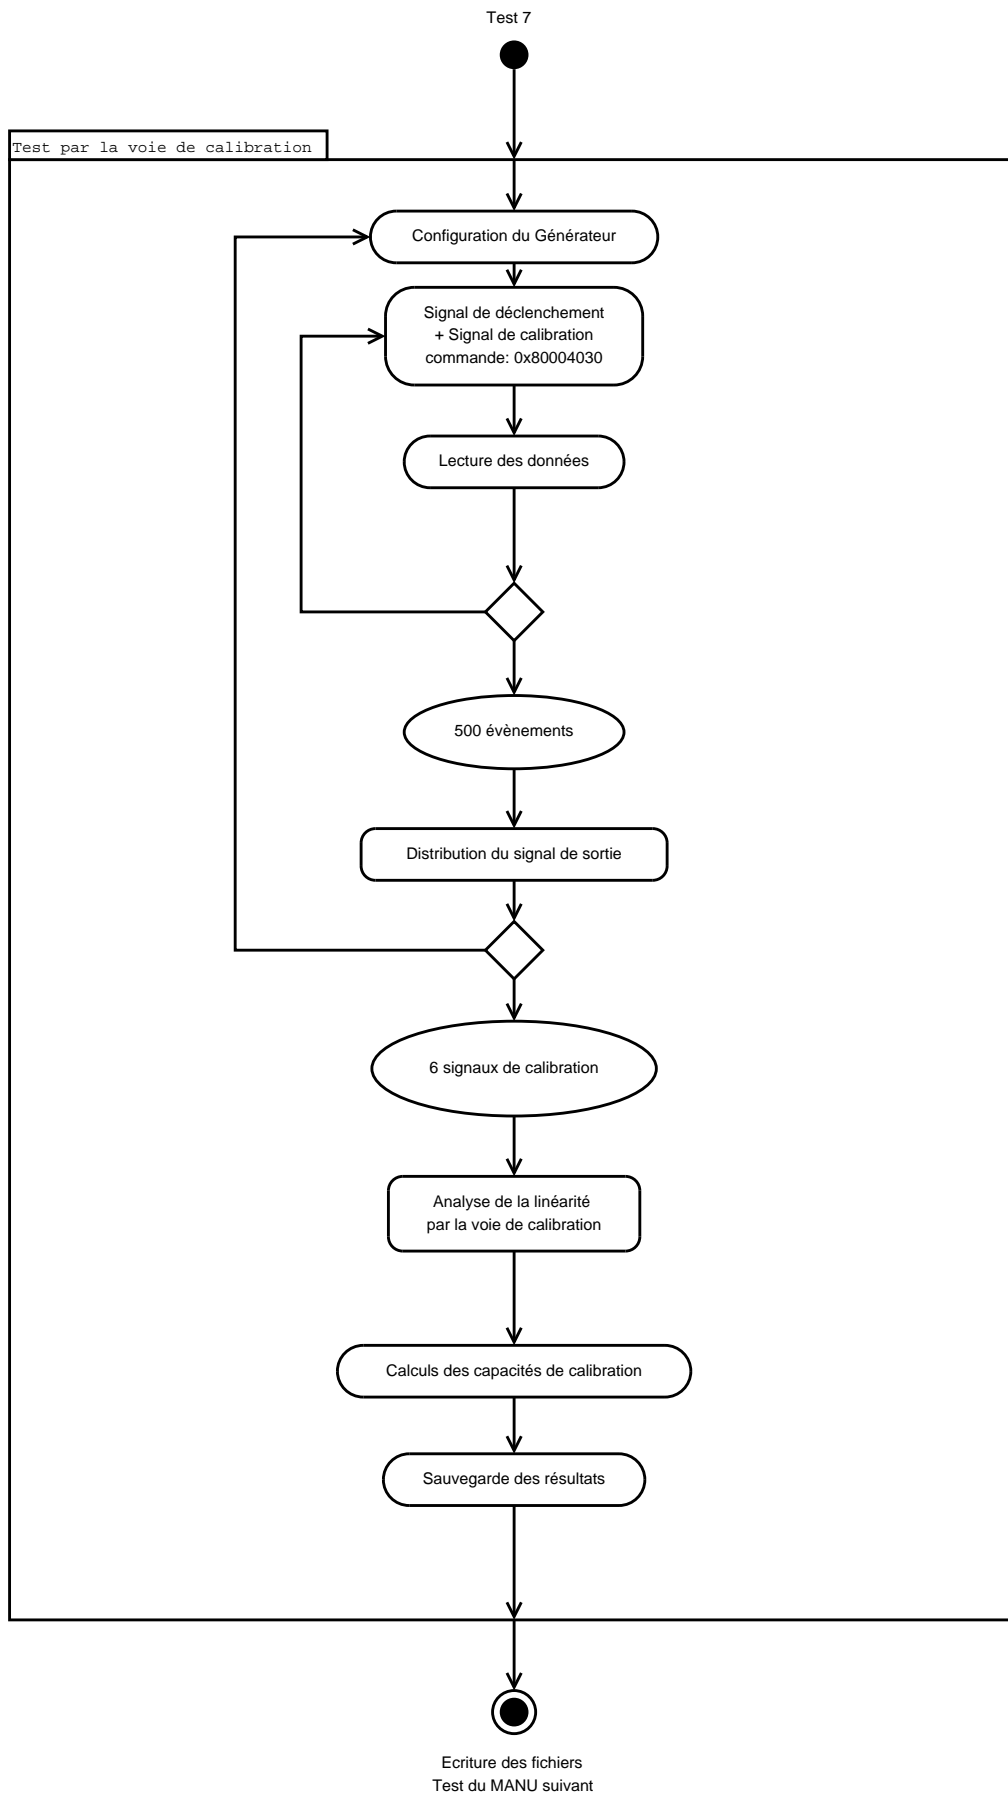 Test 7
Test par la voie de calibration
Configuration du Générateur
Signal de déclenchement
+ Signal de calibration
commande: 0x80004030
Lecture des données
500 évènements
Distribution du signal de sortie
6 signaux de calibration
Analyse de la linéarité
par la voie de calibration
Calculs des capacités de calibration
Sauvegarde des résultats
Ecriture des fichiers
Test du MANU suivant